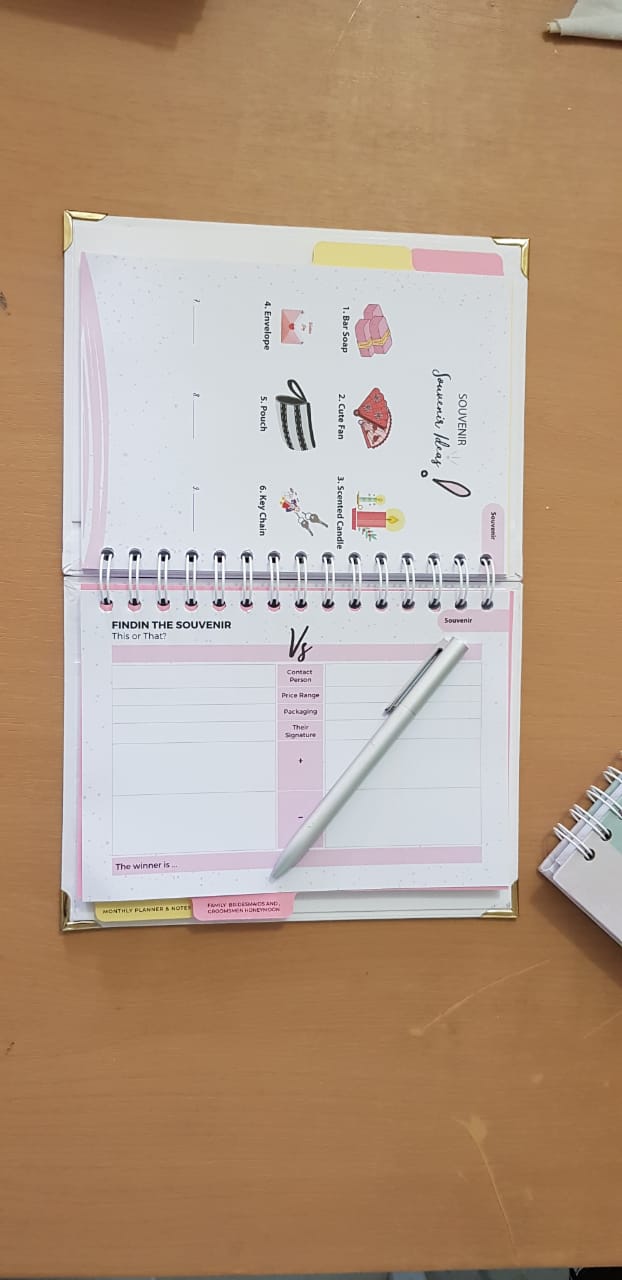 Souvenir
SOUVENIR
Souvenir Ideas
1. Bar Soap
2. Cute Fan
3. Scented Candle
4. Envelope
5. Pouch
6. Key Chain
7.
8.
9.
Souvenir
FINDIN THE SOUVENIR
This or That?
Vs
Contact
Person
Price Range
Packaging
Their
Signature
+
-
The winner is ...
MONTHLY PLANNER & NOTES
FAMILY BRIDESMAIDS AND,
GROOMSMEN HONEYMOON